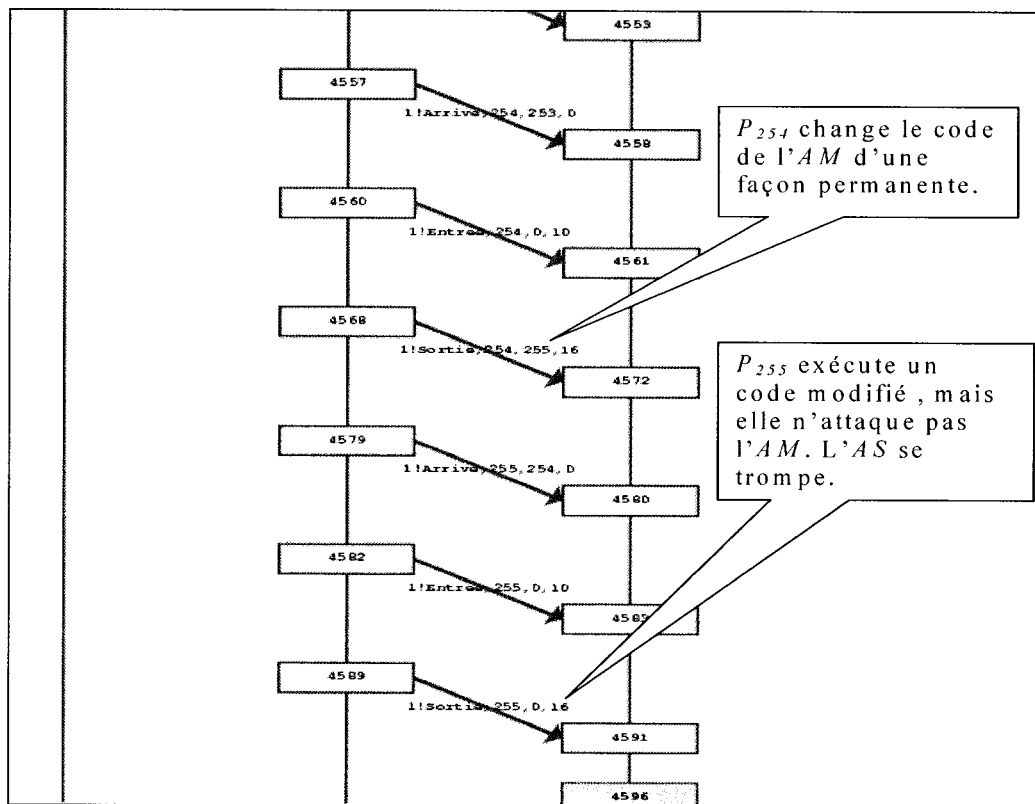 4553
4557
1!Arrive,254,253,0
4558
P254 change le code
de l'AM d'une
façon permanente.
4560
1!Entree,254,0,10
4561
4568
1!Sortie,254,255,16
4572
P255 exécute un
code modifié , mais
elle n'attaque pas
l'AM. L'AS se
trompe.
4579
1!Arrive,255,254,0
4580
4582
1!Entree,255,0,10
4583
4589
1!Sortie,255,0,16
4591
4596